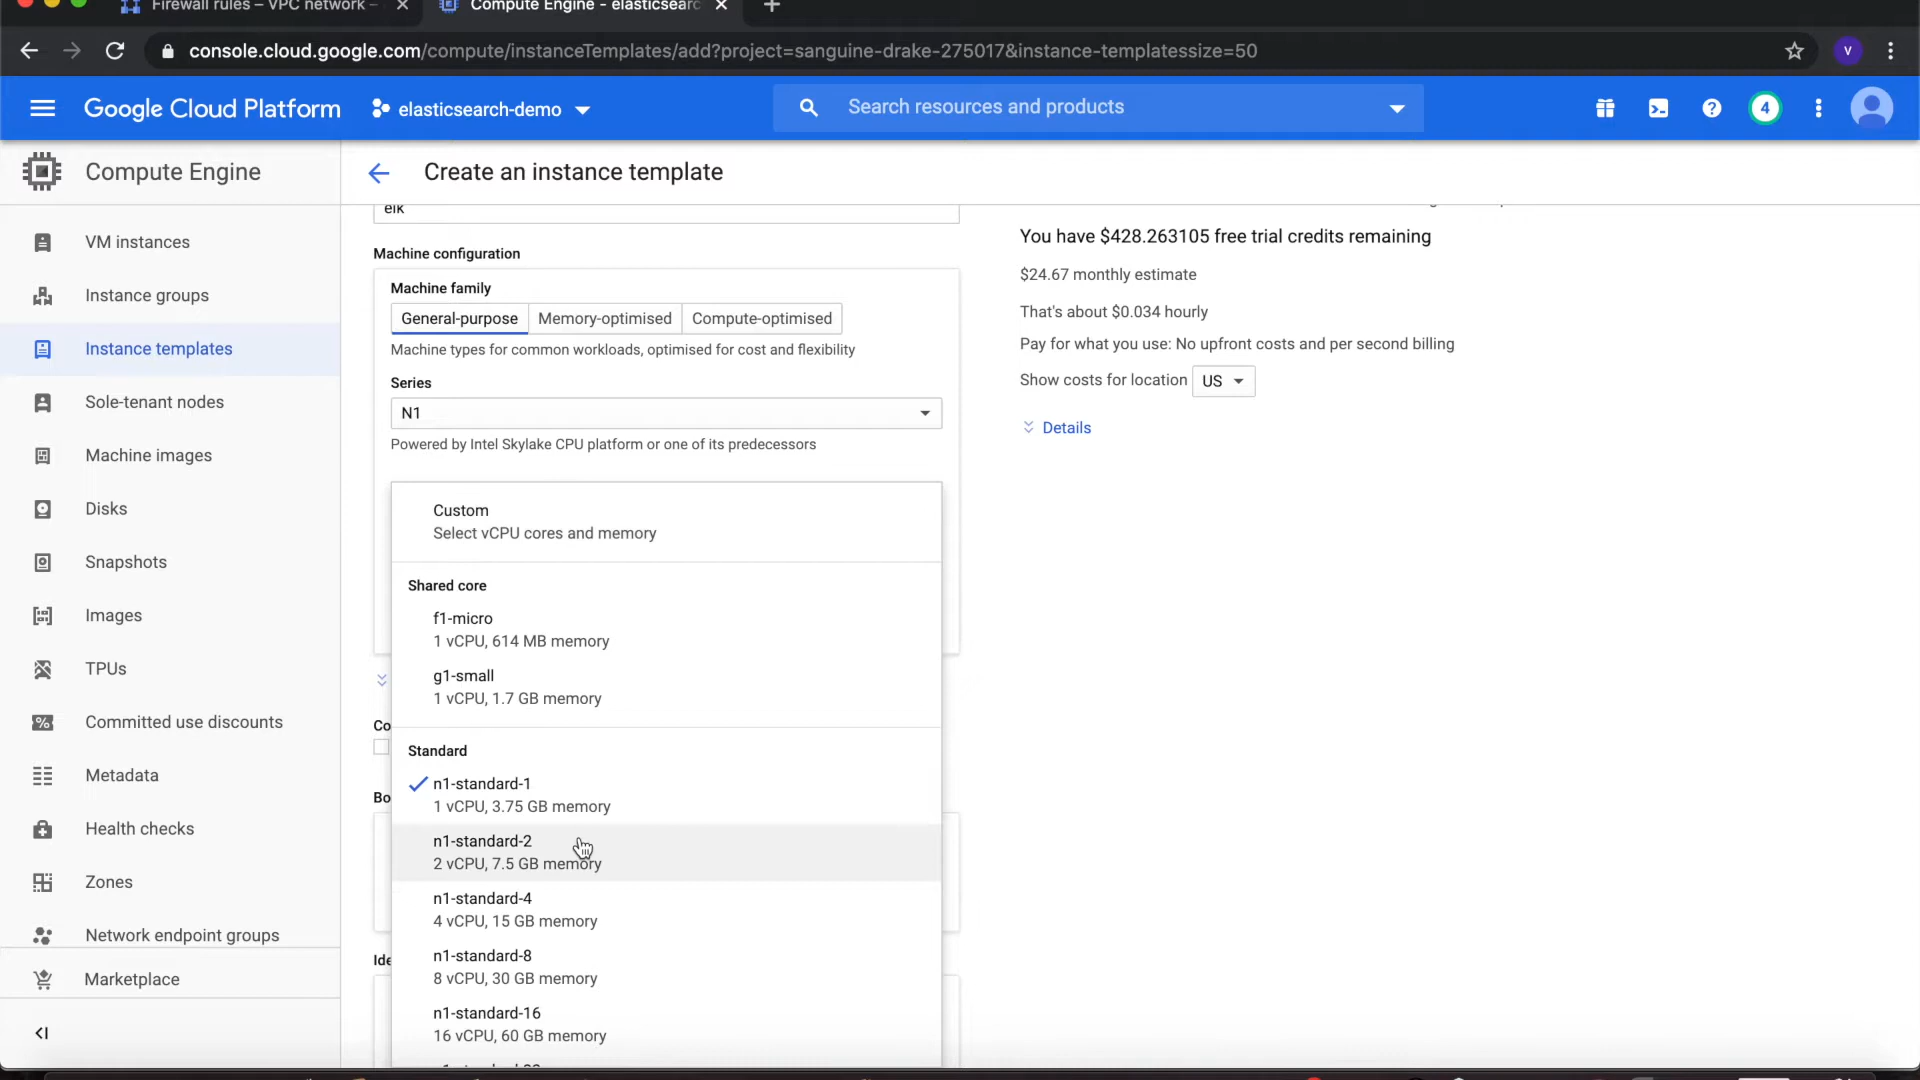 Firewall rules – VPC network –
Compute Engine - elasticsearc
console.cloud.google.com/compute/instanceTemplates/add?project=sanguine-drake-275017&instance-templatessize=50
V
Google Cloud Platform
elasticsearch-demo
Search resources and products
4
Compute Engine
Create an instance template
VM instances
Instance groups
Instance templates
Sole-tenant nodes
Machine images
Disks
Snapshots
Images
TPUs
Committed use discounts
Metadata
Health checks
Zones
Network endpoint groups
Marketplace
elk
Machine configuration
Machine family
General-purpose
Memory-optimised
Compute-optimised
Machine types for common workloads, optimised for cost and flexibility
Series
N1
Powered by Intel Skylake CPU platform or one of its predecessors
Custom
Select vCPU cores and memory
Shared core
f1-micro
1 vCPU, 614 MB memory
g1-small
1 vCPU, 1.7 GB memory
Co
Standard
n1-standard-1
1 vCPU, 3.75 GB memory
Bo
n1-standard-2
2 vCPU, 7.5 GB memory
n1-standard-4
4 vCPU, 15 GB memory
Ide
n1-standard-8
8 vCPU, 30 GB memory
n1-standard-16
16 vCPU, 60 GB memory
You have $428.263105 free trial credits remaining
$24.67 monthly estimate
That's about $0.034 hourly
Pay for what you use: No upfront costs and per second billing
Show costs for location US
Details